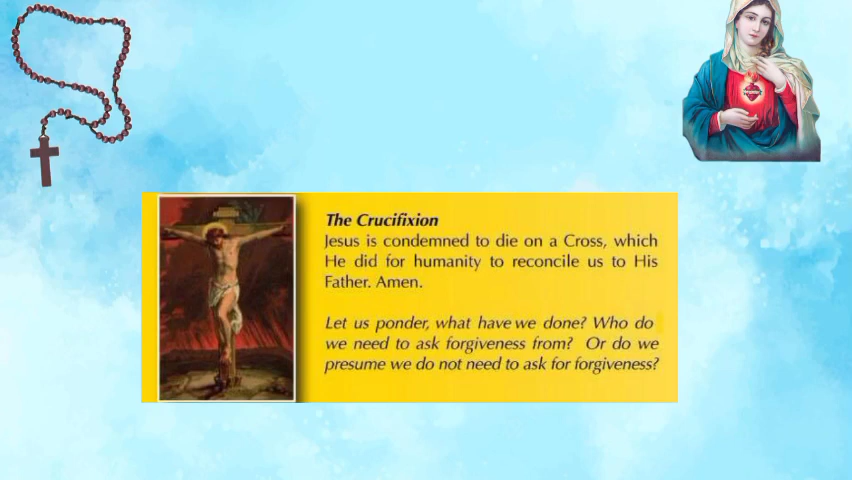 The Crucifixion
Jesus is condemned to die on a Cross, which
He did for humanity to reconcile us to His
Father. Amen.
Let us ponder, what have we done? Who do
we need to ask forgiveness from? Or do we
presume we do not need to ask for forgiveness?